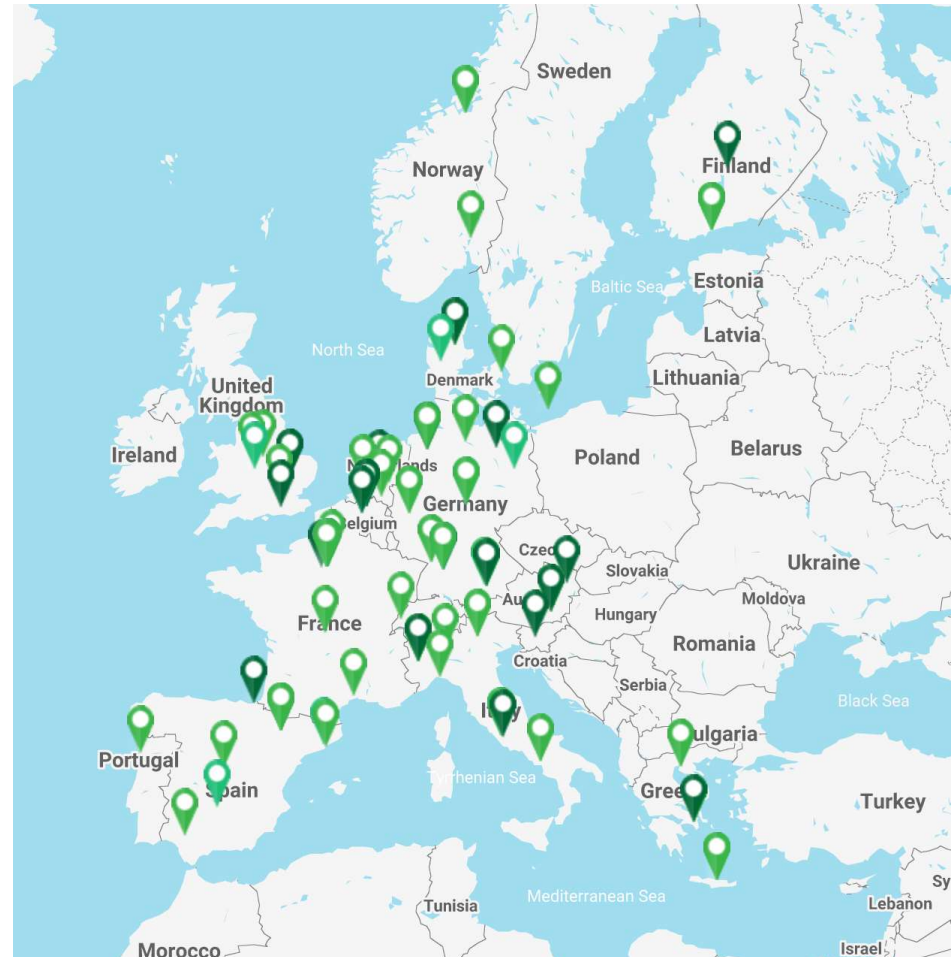 Sweden
Finland
Norway
Estonia
Baltic Sea
Latvia
North Sea
Denmark
Lithuania
United
Kingdom
Belarus
Ireland
Poland
Germany
Belgium
Ukraine
Slovakia
Moldova
Hungary
France
Romania
Croatia
Serbia
Black Sea
Portugal
Tyrrhenian Sea
Spain
Turkey
Mediterranean Sea
Tunisia
Lebanon
Sy
Morocco
Israel